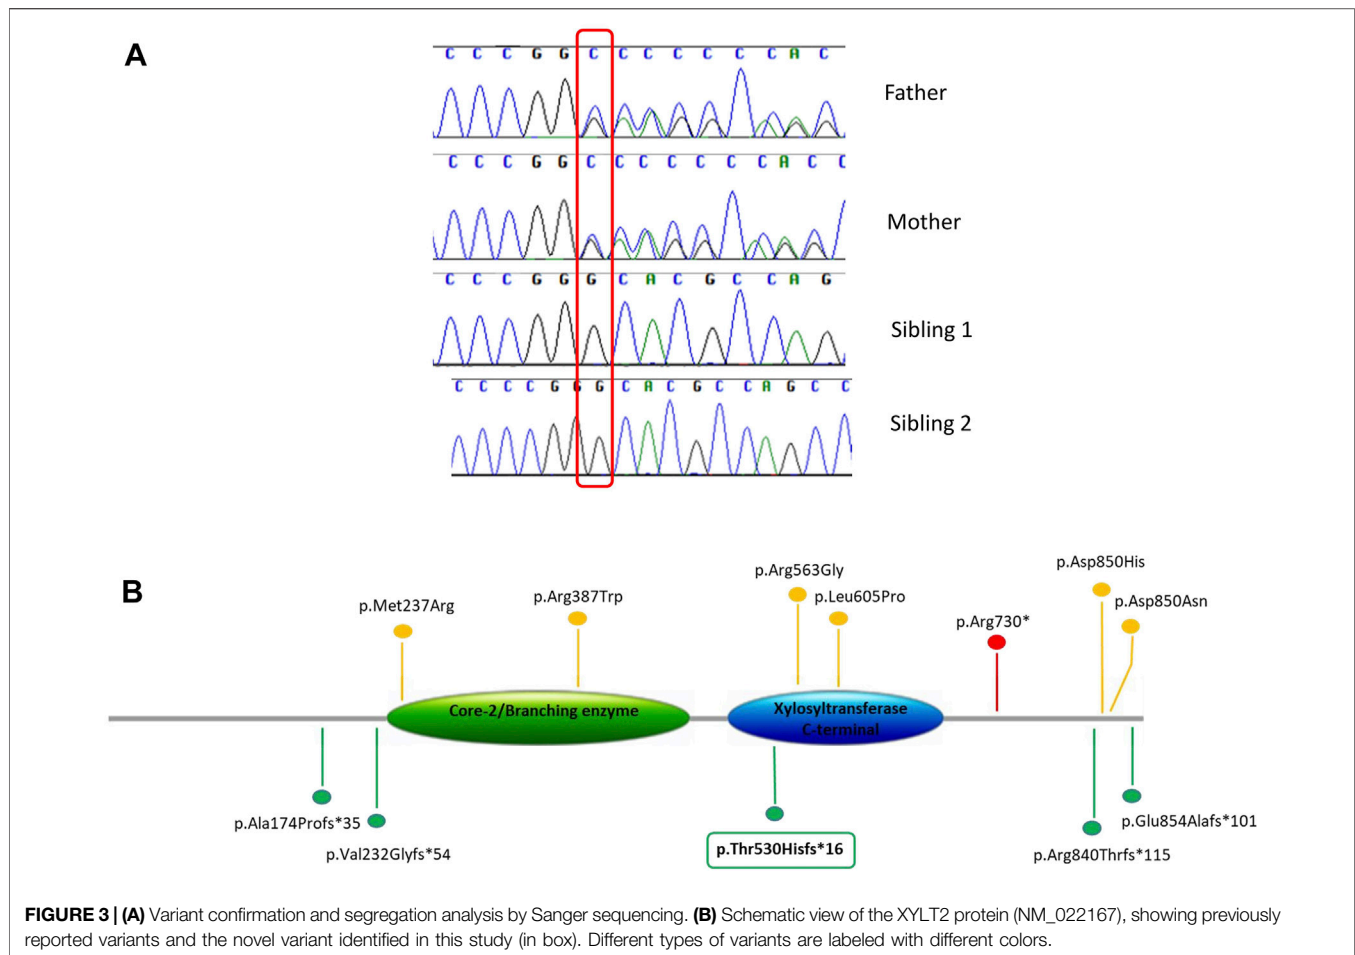 A
C C C G G C C C C C C A C
Father
C C C G G C C C C C C A C C
Mother
C C C G G G C A C G C C A G
Sibling 1
C C C C G G G C A C G C C A G C C
Sibling 2
B
p.Met237Arg
p.Arg387Trp
p.Arg563Gly
p.Leu605Pro
p.Arg730*
p.Asp850His
p.Asp850Asn
Core-2/Branching enzyme
Xylosyltransferase
C-terminal
p.Ala174Profs*35
p.Val232Glyfs*54
p.Thr530Hisfs*16
p.Glu854Alafs*101
p.Arg840Thrfs*115
FIGURE 3 | (A) Variant confirmation and segregation analysis by Sanger sequencing. (B) Schematic view of the XYLT2 protein (NM_022167), showing previously
reported variants and the novel variant identified in this study (in box). Different types of variants are labeled with different colors.